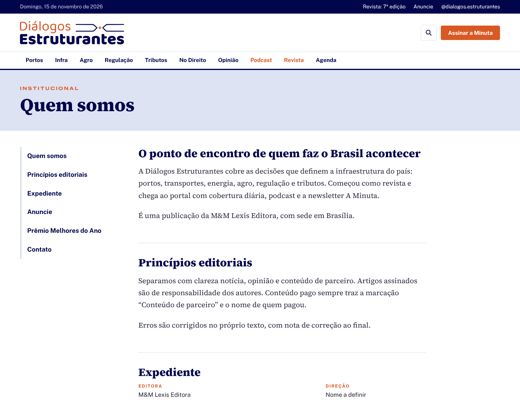 Domingo, 15 de novembro de 2026
Revista: 7ª edição Anuncie @dialogos.estruturantes
Diálogos
Estruturantes
Assinar a Minuta
Portos Infra Agro Regulação Tributos No Direito Opinião Podcast Revista Agenda
INSTITUCIONAL
Quem somos
Quem somos
Princípios editoriais
Expediente
Anuncie
Prêmio Melhores do Ano
Contato
O ponto de encontro de quem faz o Brasil acontecer
A Diálogos Estruturantes cobre as decisões que definem a infraestrutura do país:
portos, transportes, energia, agro, regulação e tributos. Começou como revista e
chega ao portal com cobertura diária, podcast e a newsletter A Minuta.
É uma publicação da M&M Lexis Editora, com sede em Brasília.
Princípios editoriais
Separamos com clareza notícia, opinião e conteúdo de parceiro. Artigos assinados
são de responsabilidade dos autores. Conteúdo pago sempre traz a marcação
“Conteúdo de parceiro” e o nome de quem pagou.
Erros são corrigidos no próprio texto, com nota de correção ao final.
Expediente
EDITORA
M&M Lexis Editora
DIREÇÃO
Nome a definir